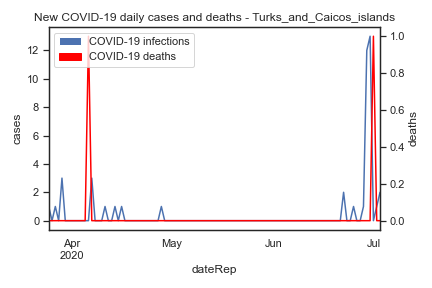 New COVID-19 daily cases and deaths - Turks_and_Caicos_islands
COVID-19 infections
COVID-19 deaths
12
10
8
6
4
2
0
cases
1.0
0.8
0.6
0.4
0.2
0.0
deaths
Apr
2020
May
Jun
Jul
dateRep